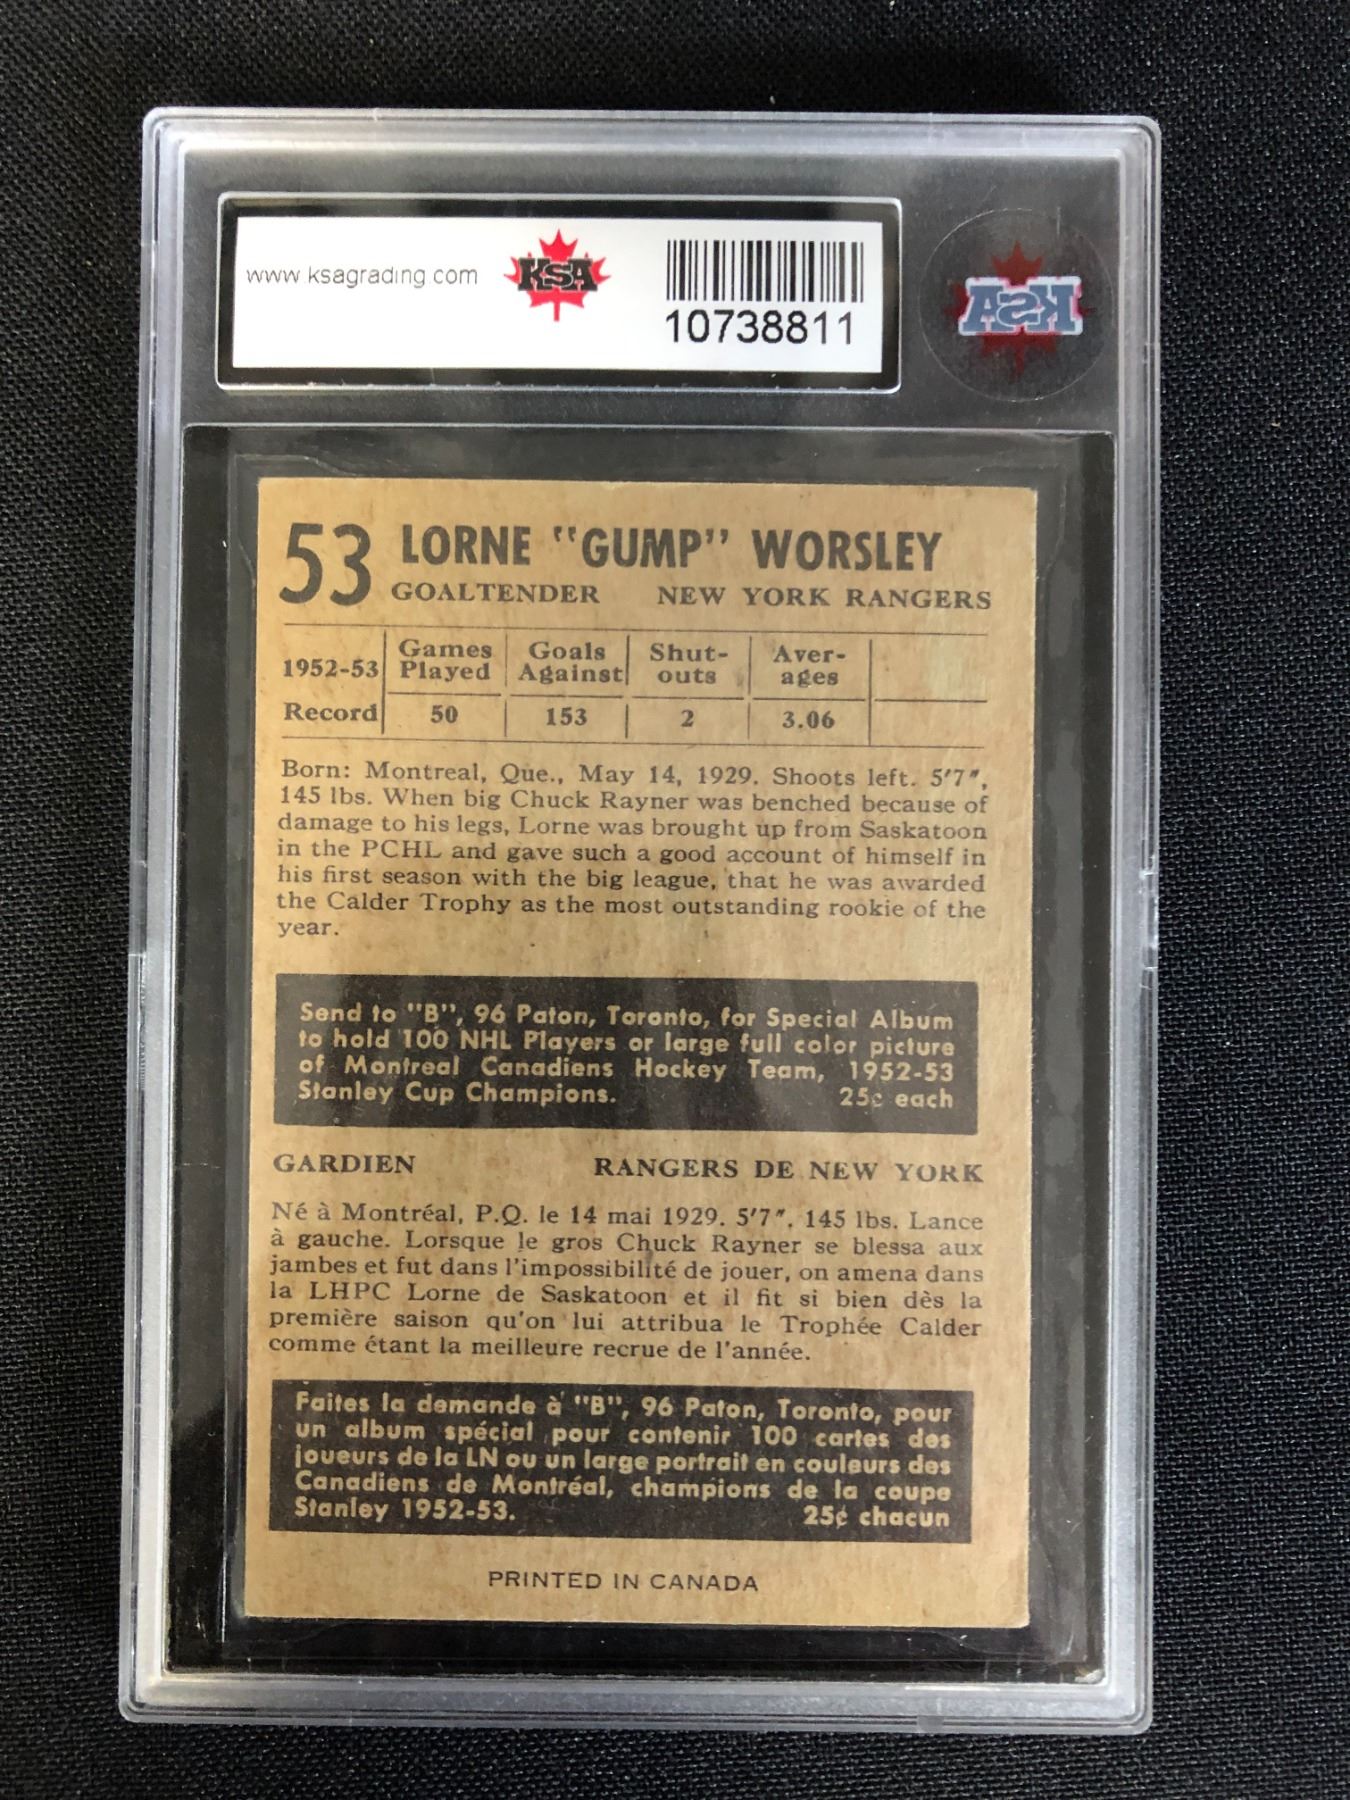 www.ksagrading.com
KSA
10738811
KSA
53 LORNE "GUMP" WORSLEY
GOALTENDER NEW YORK RANGERS
1952-53 Games Played Goals Against Shut-outs Aver-ages
Record 50 153 2 3.06
Born: Montreal, Que., May 14, 1929. Shoots left. 5'7",
145 lbs. When big Chuck Rayner was benched because of
damage to his legs, Lorne was brought up from Saskatoon
in the PCHL and gave such a good account of himself in
his first season with the big league, that he was awarded
the Calder Trophy as the most outstanding rookie of the
year.
Send to "B", 96 Paton, Toronto, for Special Album
to hold 100 NHL Players or large full color picture
of Montreal Canadiens Hockey Team, 1952-53
Stanley Cup Champions. 25¢ each
GARDIEN RANGERS DE NEW YORK
Né à Montréal, P.Q. le 14 mai 1929. 5'7". 145 lbs. Lance
à gauche. Lorsque le gros Chuck Rayner se blessa aux
jambes et fut dans l'impossibilité de jouer, on amena dans
la LHPC Lorne de Saskatoon et il fit si bien dès la
première saison qu'on lui attribua le Trophée Calder
comme étant la meilleure recrue de l'année.
Faites la demande à "B", 96 Paton, Toronto, pour
un album spécial pour contenir 100 cartes des
joueurs de la LN ou un large portrait en couleurs des
Canadiens de Montréal, champions de la coupe
Stanley 1952-53. 25¢ chacun
PRINTED IN CANADA